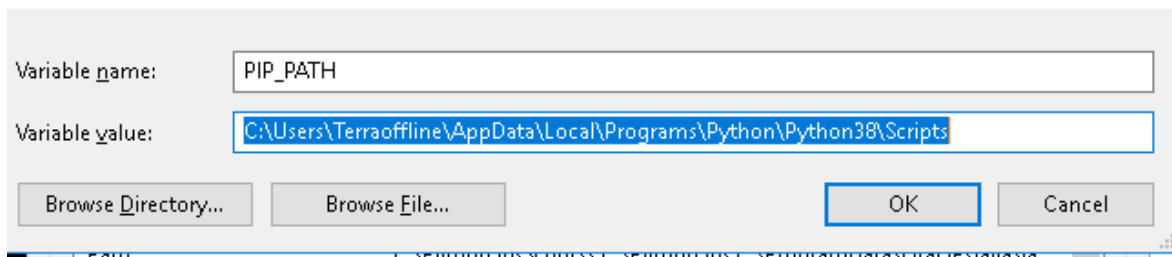 Variable name:
PIP_PATH
Variable value:
C:\Users\Terraoffline\AppData\Local\Programs\Python\Python38\Scripts
Browse Directory...
Browse File...
OK
Cancel